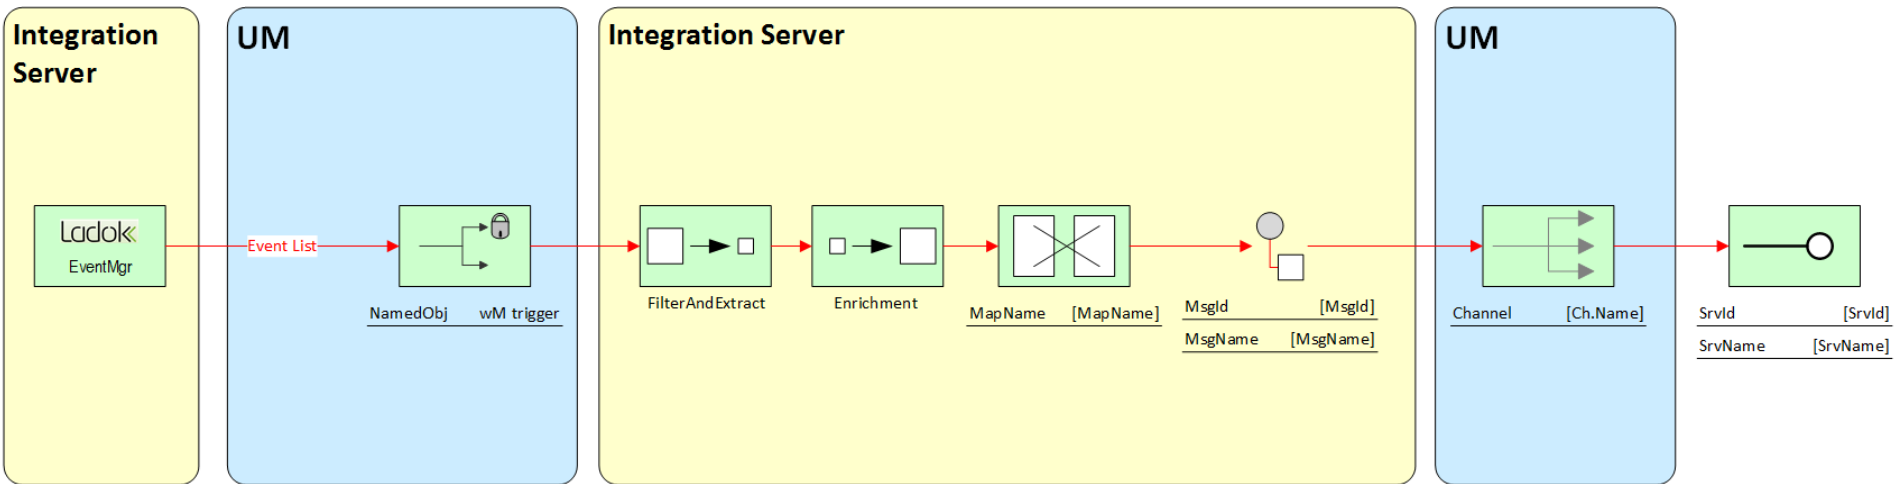 Integration
Server
UM
Integration Server
UM
Ladok
EventMgr
Event List
NamedObj wM trigger
FilterAndExtract
Enrichment
MapName [MapName]
MsgId [MsgId]
MsgName [MsgName]
Channel [Ch.Name]
SrvId [SrvId]
SrvName [SrvName]